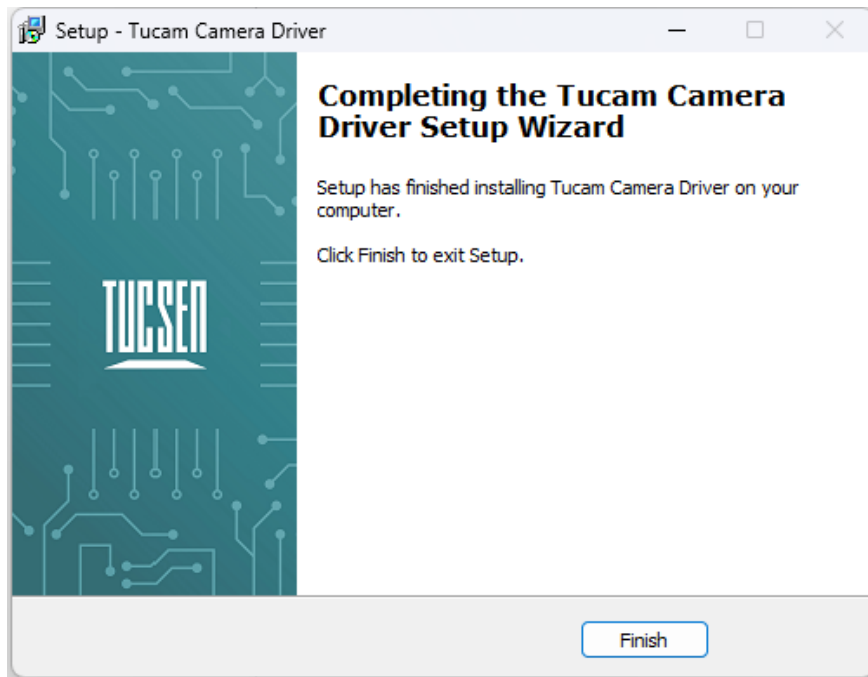 Setup - Tucam Camera Driver
Completing the Tucam Camera
Driver Setup Wizard
Setup has finished installing Tucam Camera Driver on your
computer.
Click Finish to exit Setup.
TUCSEN
Finish